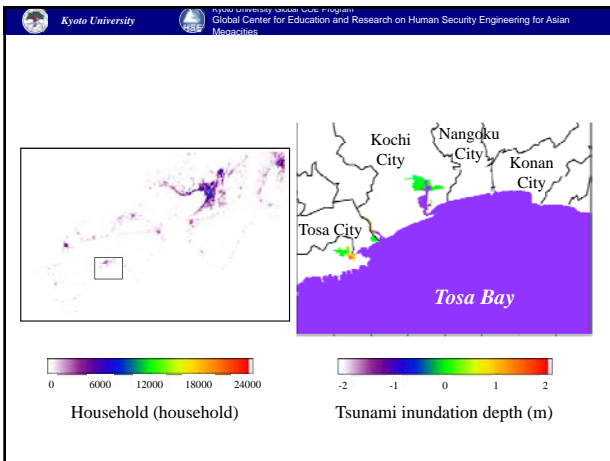 Kyoto University
HSE
Kyoto University Global COE Program
Global Center for Education and Research on Human Security Engineering for Asian
Megacities
Kochi
City
Nangoku
City
Konan
City
Tosa City
Tosa Bay
0 6000 12000 18000 24000
Household (household)
-2 -1 0 1 2
Tsunami inundation depth (m)